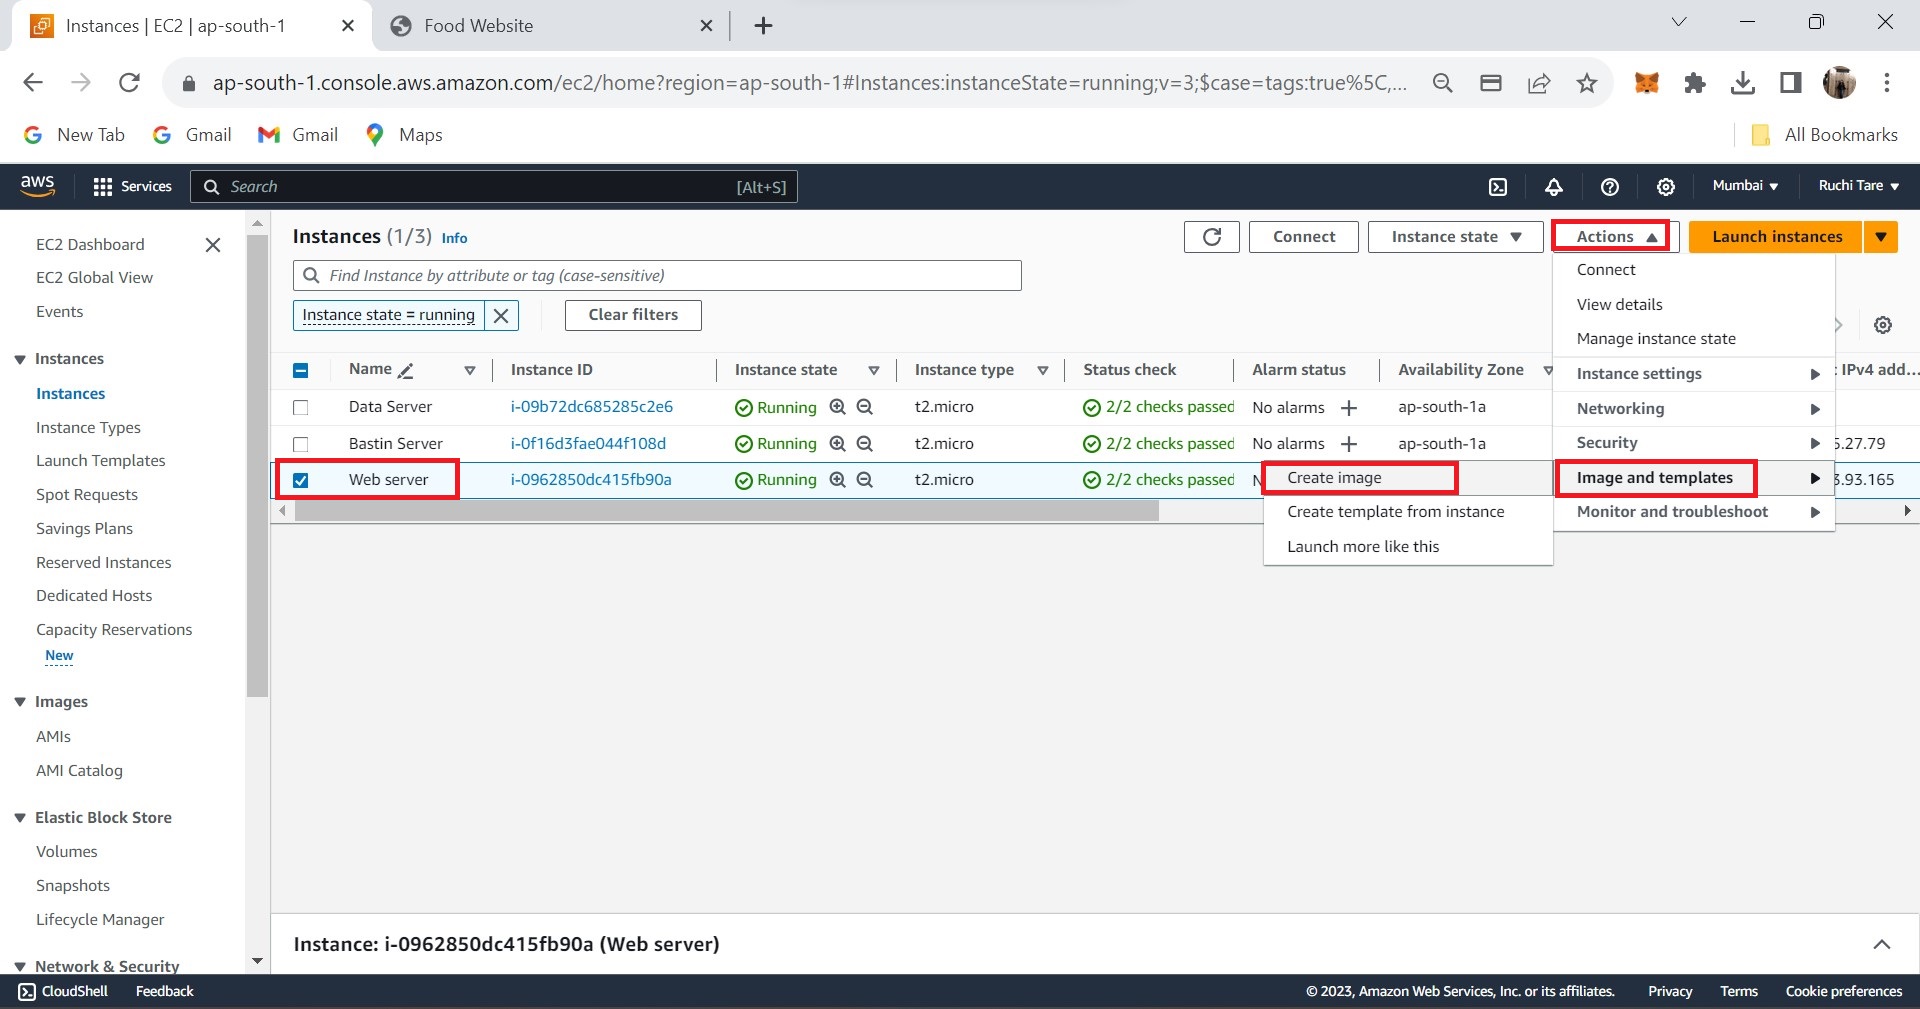 Instances | EC2 | ap-south-1
Food Website
ap-south-1.console.aws.amazon.com/ec2/home?region=ap-south-1#Instances:instanceState=running;v=3;$case=tags:true%5C,...
New Tab
Gmail
Gmail
Maps
All Bookmarks
aws
Services
Search
[Alt+S]
Mumbai
Ruchi Tare
EC2 Dashboard
EC2 Global View
Events
Instances
Instances
Instance Types
Launch Templates
Spot Requests
Savings Plans
Reserved Instances
Dedicated Hosts
Capacity Reservations
New
Images
AMIs
AMI Catalog
Elastic Block Store
Volumes
Snapshots
Lifecycle Manager
Network & Security
Instances (1/3) Info
Connect
Instance state
Actions
Launch instances
Find Instance by attribute or tag (case-sensitive)
Instance state = running
Clear filters
Name Instance ID Instance state Instance type Status check Alarm status Availability Zone : IPv4 add...
Data Server i-09b72dc685285c2e6 Running t2.micro 2/2 checks passed No alarms + ap-south-1a
Bastin Server i-0f16d3fae044f108d Running t2.micro 2/2 checks passed No alarms + ap-south-1a 5.27.79
Web server i-0962850dc415fb90a Running t2.micro 2/2 checks passed N 3.93.165
Connect
View details
Manage instance state
Instance settings
Networking
Security
Image and templates
Monitor and troubleshoot
Create image
Create template from instance
Launch more like this
Instance: i-0962850dc415fb90a (Web server)
CloudShell
Feedback
© 2023, Amazon Web Services, Inc. or its affiliates.
Privacy
Terms
Cookie preferences